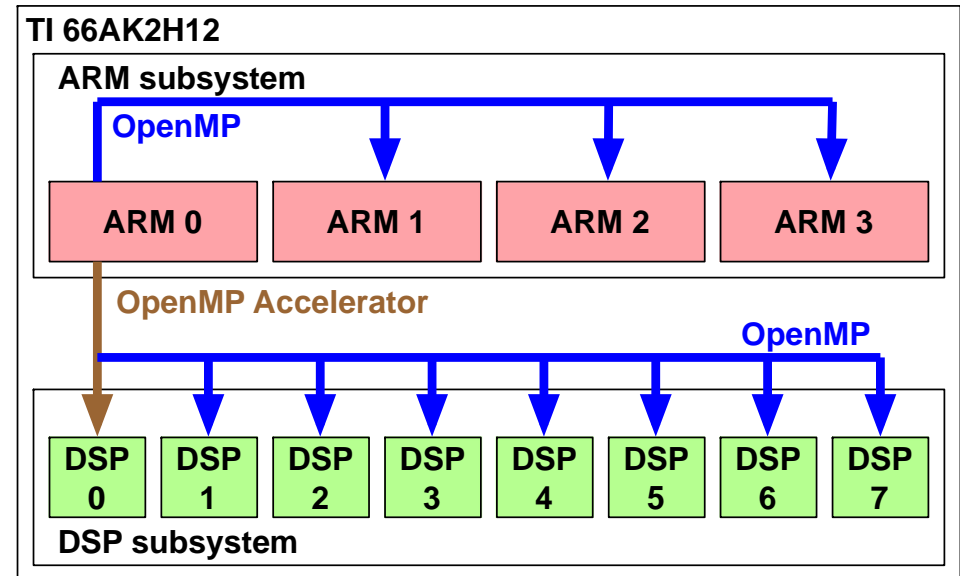 TI 66AK2H12
ARM subsystem
OpenMP
ARM 0
ARM 1
ARM 2
ARM 3
OpenMP Accelerator
OpenMP
DSP
0
DSP
1
DSP
2
DSP
3
DSP
4
DSP
5
DSP
6
DSP
7
DSP subsystem